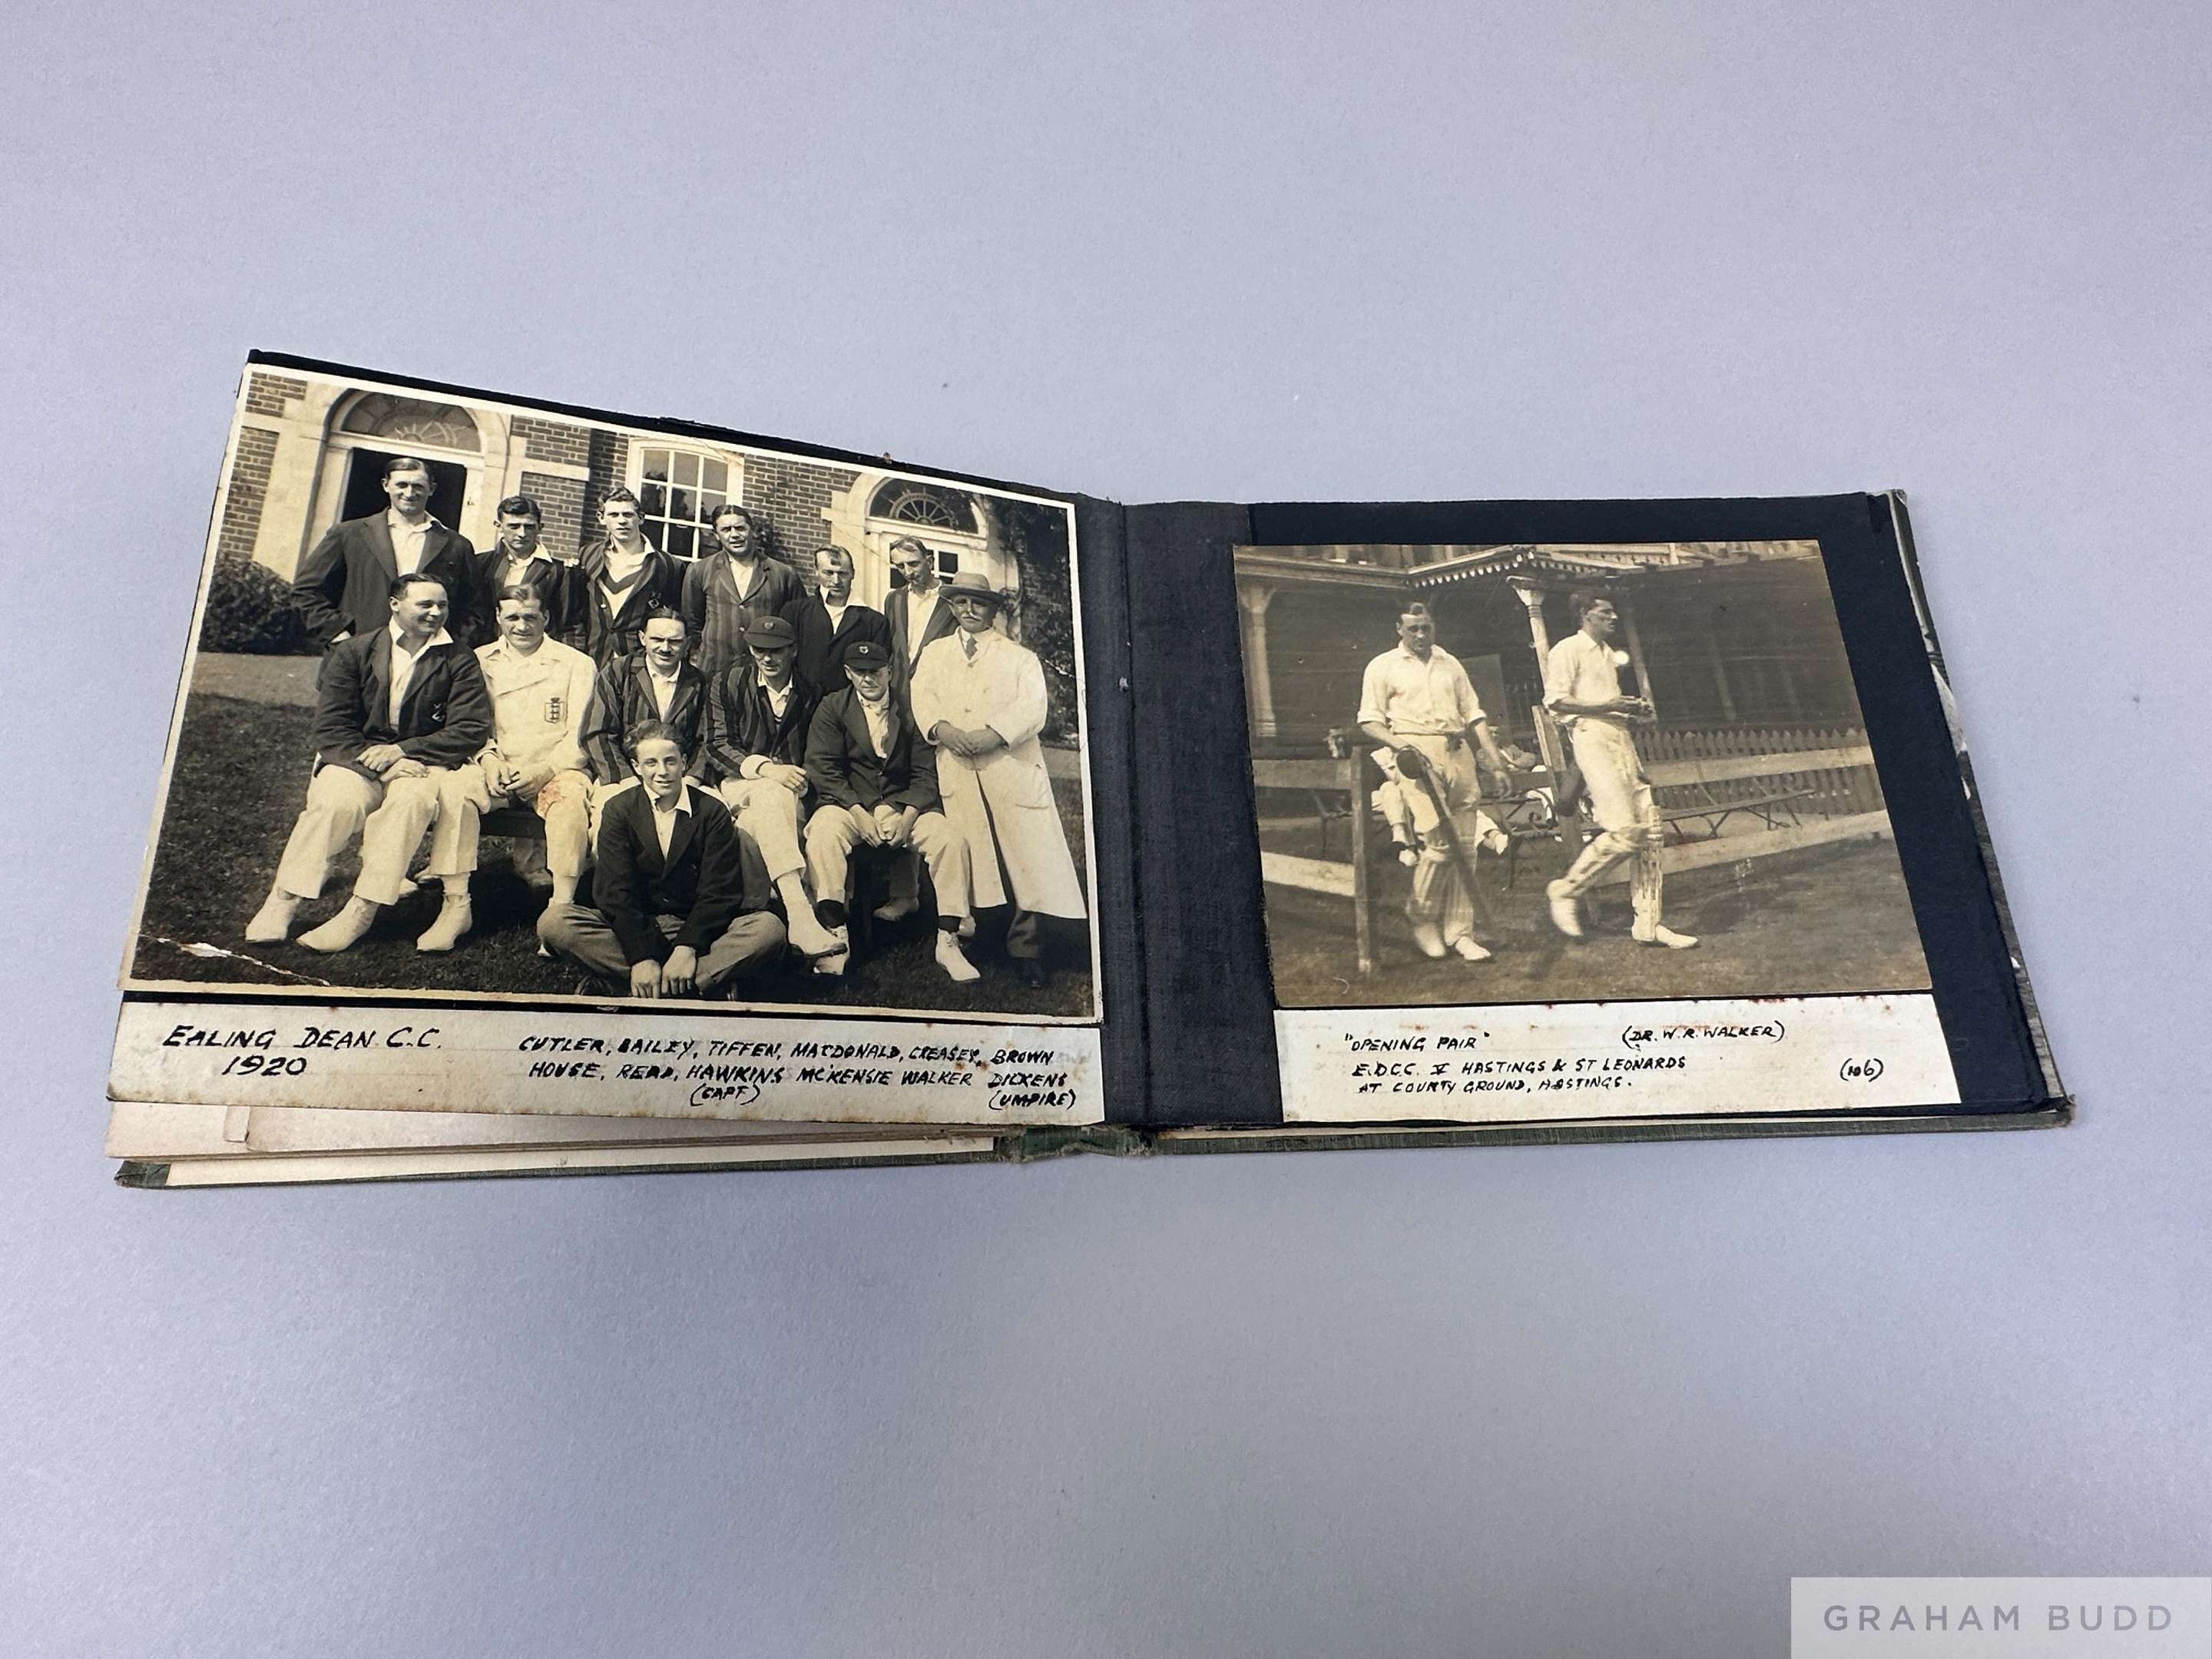 EALING DEAN C.C.
1920
CUTLER, BAILEY, TIFFEN, MACDONALD, CREASEY, BROWN
HOUSE, READ, HAWKINS MCKENSIE WALKER DICKENS
(CAPT) (UMPIRE)
"OPENING PAIR" (DR. W.R. WALKER)
E.D.C.C. V HASTINGS & ST LEONARDS
AT COUNTY GROUND, HASTINGS.
(106)
GRAHAM BUDD